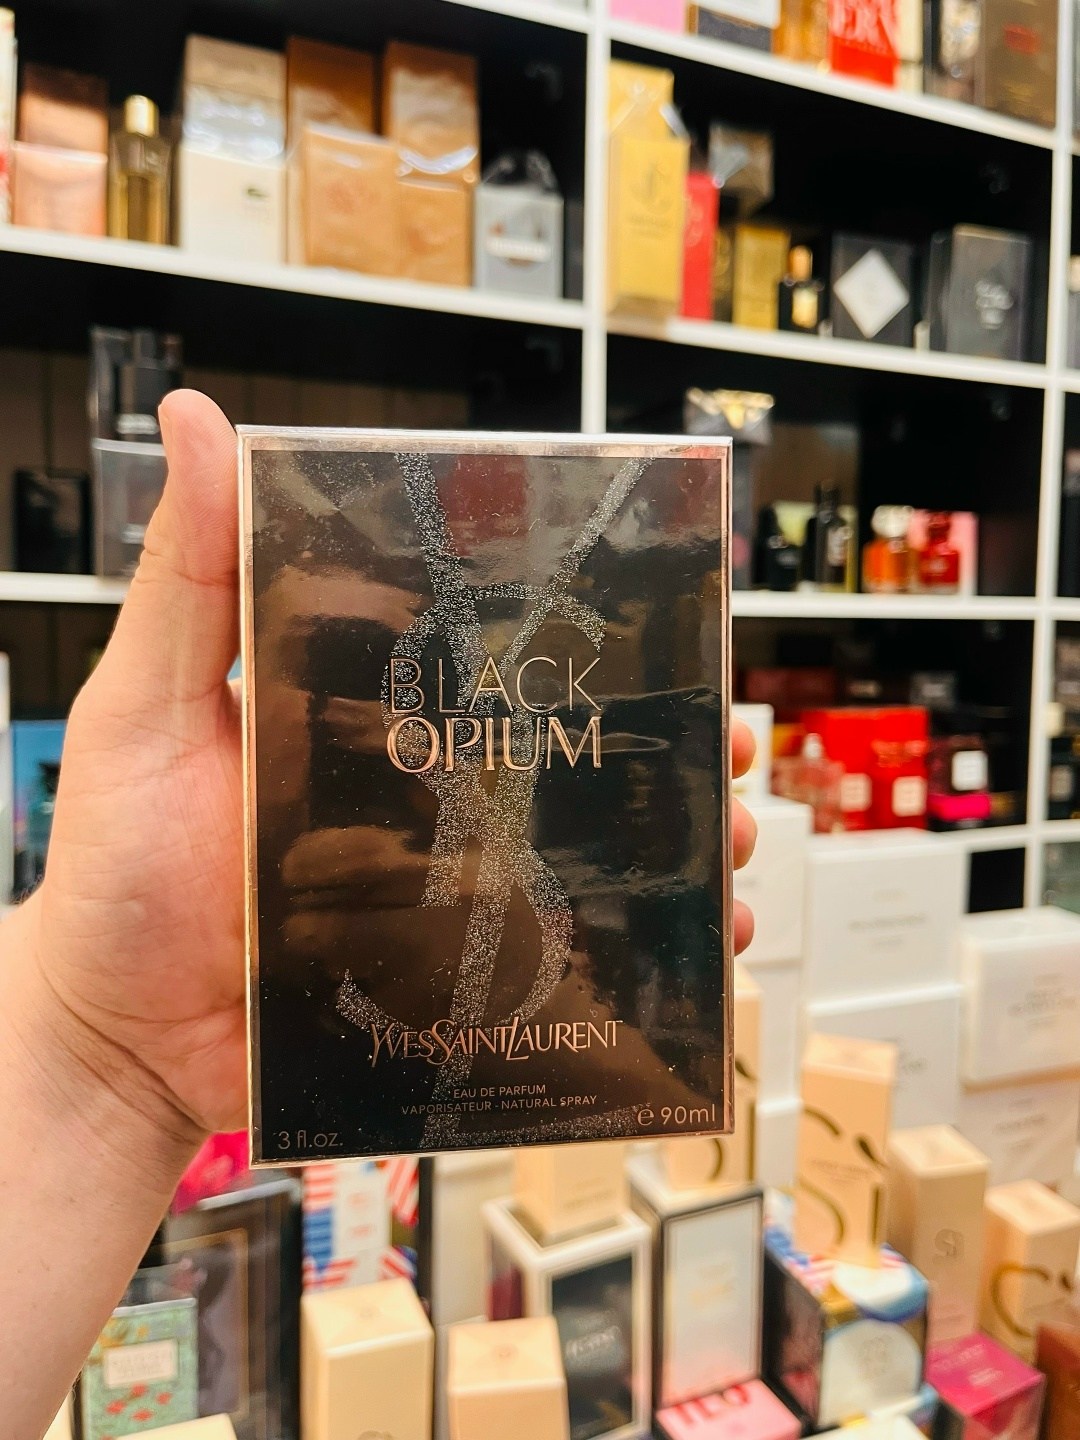 BLACK
OPIUM
YVESSAINTLAURENT
EAU DE PARFUM
VAPORISATEUR - NATURAL SPRAY
3 fl.oz.
e 90ml